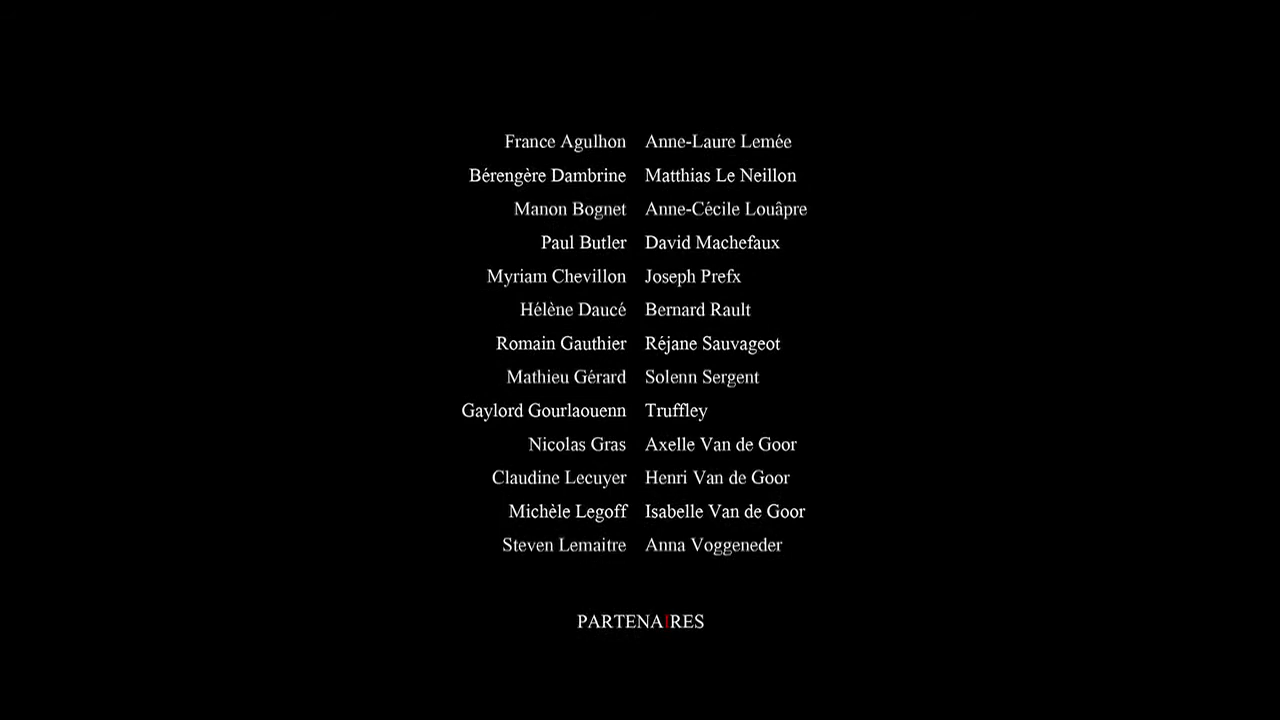 France Agulhon Anne-Laure Lemée
Bérengère Dambrine Matthias Le Neillon
Manon Bognet Anne-Cécile Louâpre
Paul Butler David Machefaux
Myriam Chevillon Joseph Prefx
Hélène Daucé Bernard Rault
Romain Gauthier Réjane Sauvageot
Mathieu Gérard Solenn Sergent
Gaylord Gourlaouenn Truffley
Nicolas Gras Axelle Van de Goor
Claudine Lecuyer Henri Van de Goor
Michèle Legoff Isabelle Van de Goor
Steven Lemaitre Anna Voggeneder
PARTENAIRES